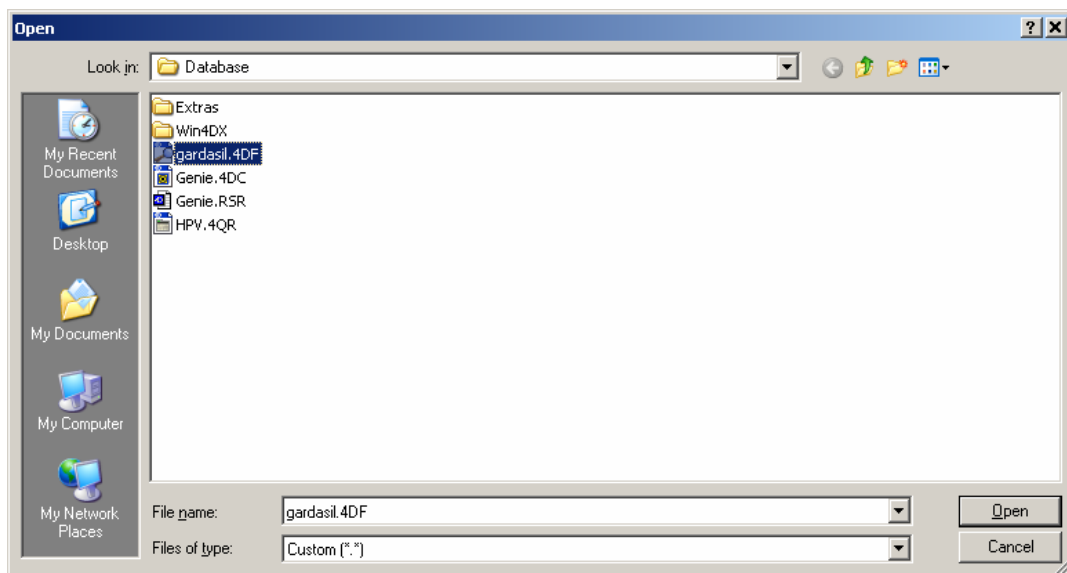 Open
Look in: Database
My Recent
Documents
Desktop
My Documents
My Computer
My Network
Places
Extras
Win4DX
gardasil.4DF
Genie.4DC
Genie.RSR
HPV.4QR
File name: gardasil.4DF Open
Files of type: Custom (*.*) Cancel